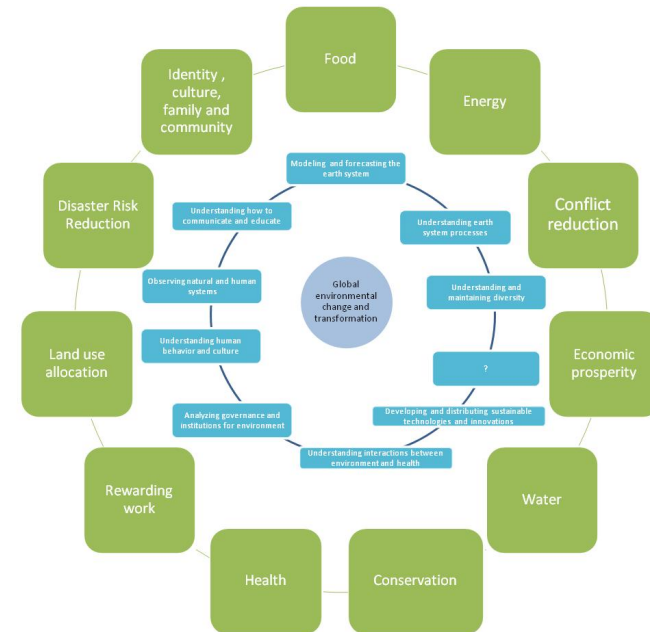 Food
Energy
Conflict
reduction
Economic
prosperity
Water
Conservation
Health
Rewarding
work
Land use
allocation
Disaster Risk
Reduction
Identity ,
culture,
family and
community
Modeling and forecasting the
earth system
Understanding earth
system processes
Understanding and
maintaining diversity
?
Developing and distributing sustainable
technologies and innovations
Understanding interactions between
environment and health
Analyzing governance and
institutions for environment
Understanding human
behavior and culture
Observing natural and human
systems
Understanding how to
communicate and educate
Global
environmental
change and
transformation